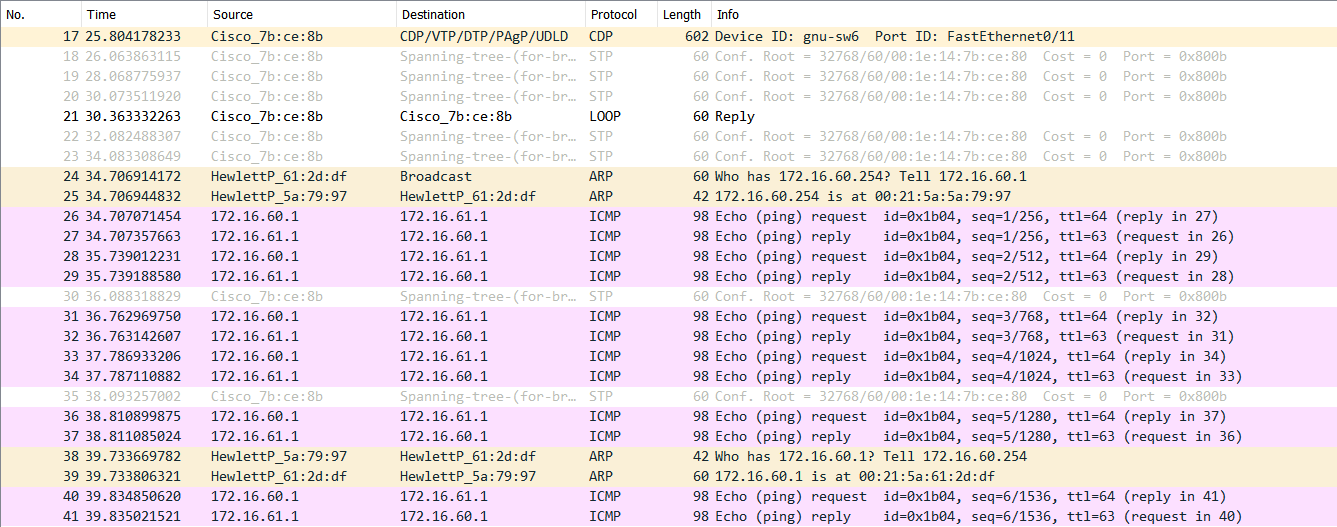 No. Time Source Destination Protocol Length Info
17 25.804178233 Cisco_7b:ce:8b CDP/VTP/DTP/PAgP/UDLD CDP 602 Device ID: gnu-sw6 Port ID: FastEthernet0/11
18 26.063863115 Cisco_7b:ce:8b Spanning-tree-(for-br… STP 60 Conf. Root = 32768/60/00:1e:14:7b:ce:80 Cost = 0 Port = 0x800b
19 28.068775937 Cisco_7b:ce:8b Spanning-tree-(for-br… STP 60 Conf. Root = 32768/60/00:1e:14:7b:ce:80 Cost = 0 Port = 0x800b
20 30.073511920 Cisco_7b:ce:8b Spanning-tree-(for-br… STP 60 Conf. Root = 32768/60/00:1e:14:7b:ce:80 Cost = 0 Port = 0x800b
21 30.363332263 Cisco_7b:ce:8b Cisco_7b:ce:8b LOOP 60 Reply
22 32.082488307 Cisco_7b:ce:8b Spanning-tree-(for-br… STP 60 Conf. Root = 32768/60/00:1e:14:7b:ce:80 Cost = 0 Port = 0x800b
23 34.083308649 Cisco_7b:ce:8b Spanning-tree-(for-br… STP 60 Conf. Root = 32768/60/00:1e:14:7b:ce:80 Cost = 0 Port = 0x800b
24 34.706914172 HewlettP_61:2d:df Broadcast ARP 60 Who has 172.16.60.254? Tell 172.16.60.1
25 34.706944832 HewlettP_5a:79:97 HewlettP_61:2d:df ARP 42 172.16.60.254 is at 00:21:5a:5a:79:97
26 34.707071454 172.16.60.1 172.16.61.1 ICMP 98 Echo (ping) request id=0x1b04, seq=1/256, ttl=64 (reply in 27)
27 34.707357663 172.16.61.1 172.16.60.1 ICMP 98 Echo (ping) reply id=0x1b04, seq=1/256, ttl=63 (request in 26)
28 35.739012231 172.16.60.1 172.16.61.1 ICMP 98 Echo (ping) request id=0x1b04, seq=2/512, ttl=64 (reply in 29)
29 35.739188580 172.16.61.1 172.16.60.1 ICMP 98 Echo (ping) reply id=0x1b04, seq=2/512, ttl=63 (request in 28)
30 36.088318829 Cisco_7b:ce:8b Spanning-tree-(for-br… STP 60 Conf. Root = 32768/60/00:1e:14:7b:ce:80 Cost = 0 Port = 0x800b
31 36.762969750 172.16.60.1 172.16.61.1 ICMP 98 Echo (ping) request id=0x1b04, seq=3/768, ttl=64 (reply in 32)
32 36.763142607 172.16.61.1 172.16.60.1 ICMP 98 Echo (ping) reply id=0x1b04, seq=3/768, ttl=63 (request in 31)
33 37.786933206 172.16.60.1 172.16.61.1 ICMP 98 Echo (ping) request id=0x1b04, seq=4/1024, ttl=64 (reply in 34)
34 37.787110882 172.16.61.1 172.16.60.1 ICMP 98 Echo (ping) reply id=0x1b04, seq=4/1024, ttl=63 (request in 33)
35 38.093257002 Cisco_7b:ce:8b Spanning-tree-(for-br… STP 60 Conf. Root = 32768/60/00:1e:14:7b:ce:80 Cost = 0 Port = 0x800b
36 38.810899875 172.16.60.1 172.16.61.1 ICMP 98 Echo (ping) request id=0x1b04, seq=5/1280, ttl=64 (reply in 37)
37 38.811085024 172.16.61.1 172.16.60.1 ICMP 98 Echo (ping) reply id=0x1b04, seq=5/1280, ttl=63 (request in 36)
38 39.733669782 HewlettP_5a:79:97 HewlettP_61:2d:df ARP 42 Who has 172.16.60.1? Tell 172.16.60.254
39 39.733806321 HewlettP_61:2d:df HewlettP_5a:79:97 ARP 60 172.16.60.1 is at 00:21:5a:61:2d:df
40 39.834850620 172.16.60.1 172.16.61.1 ICMP 98 Echo (ping) request id=0x1b04, seq=6/1536, ttl=64 (reply in 41)
41 39.835021521 172.16.61.1 172.16.60.1 ICMP 98 Echo (ping) reply id=0x1b04, seq=6/1536, ttl=63 (request in 40)